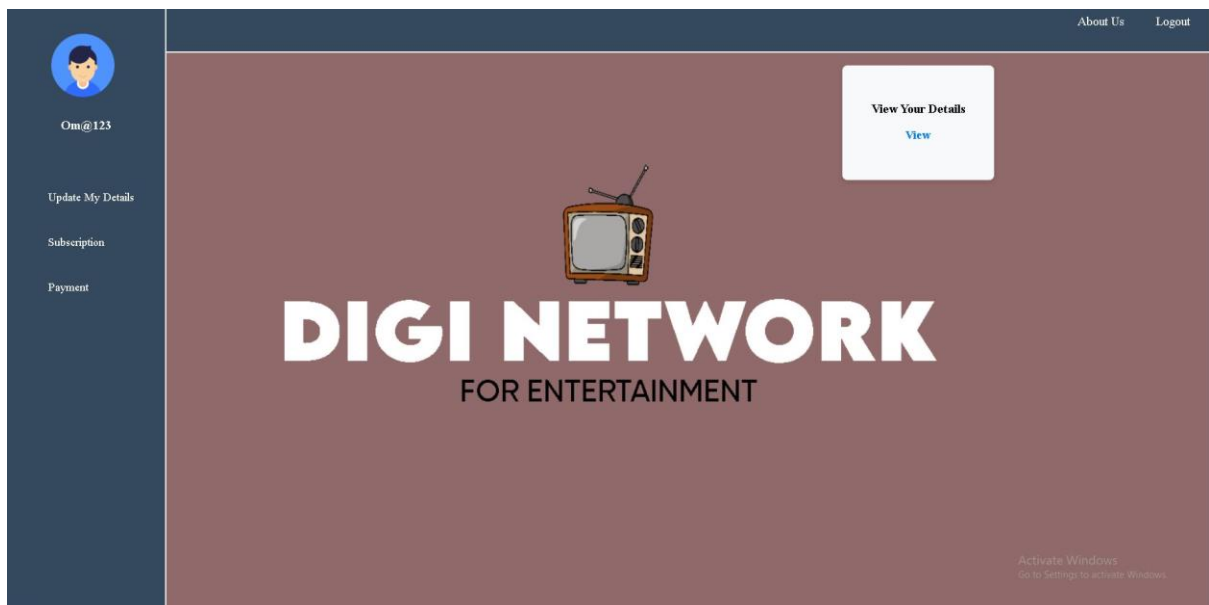 About Us Logout
Om@123
Update My Details
Subscription
Payment
View Your Details
View
DIGI NETWORK
FOR ENTERTAINMENT
Activate Windows
Go to Settings to activate Windows.